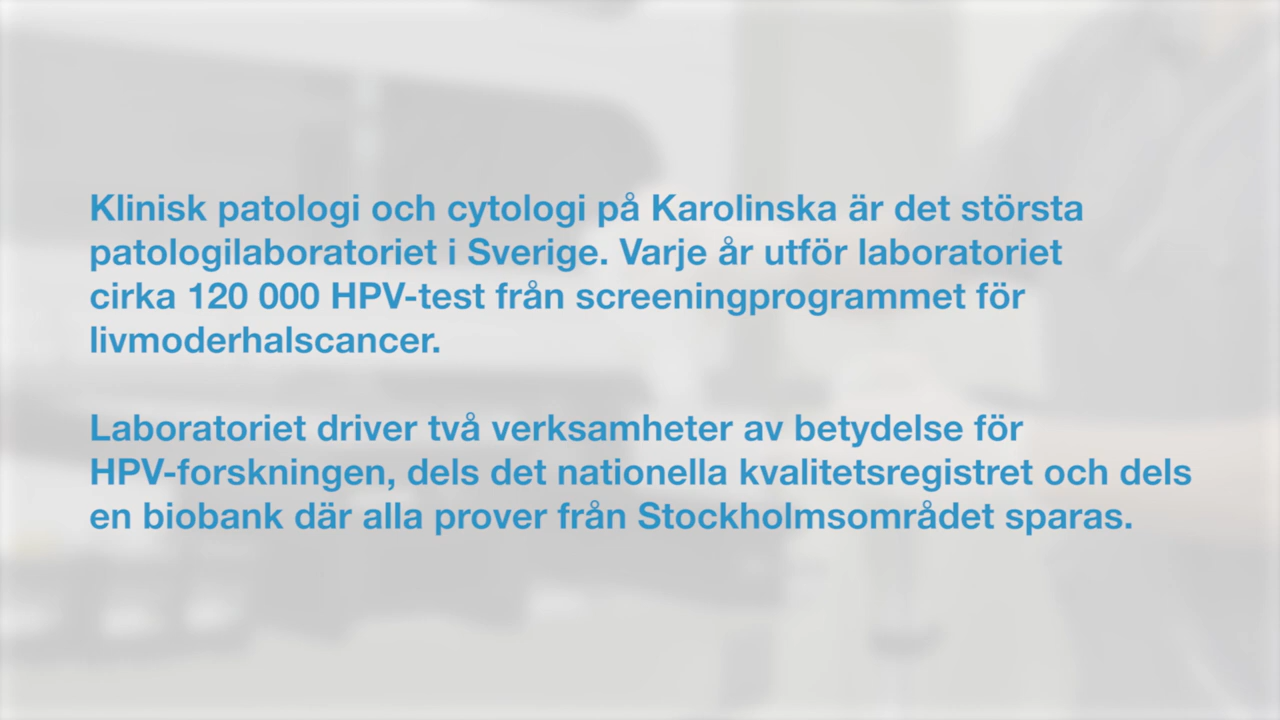 Klinisk patologi och cytologi på Karolinska är det största
patologilaboratoriet i Sverige. Varje år utför laboratoriet
cirka 120 000 HPV-test från screeningprogrammet för
livmoderhalscancer.
Laboratoriet driver två verksamheter av betydelse för
HPV-forskningen, dels det nationella kvalitetsregistret och dels
en biobank där alla prover från Stockholmsområdet sparas.